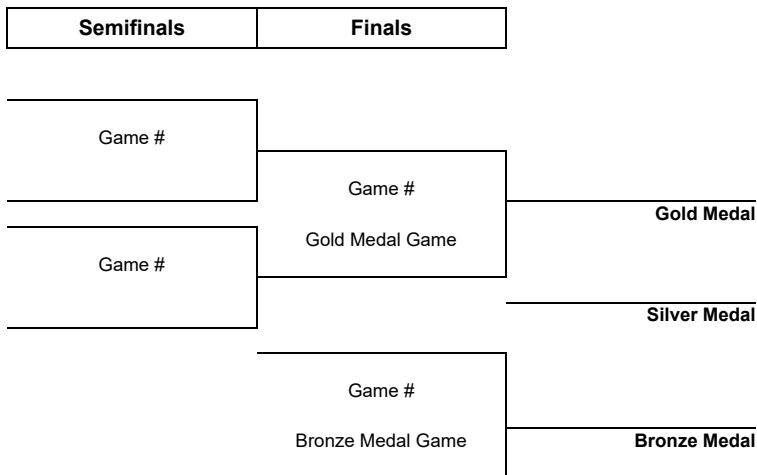 Semifinals Finals
Game #
Game #
Gold Medal
Gold Medal Game
Game #
Silver Medal
Game #
Bronze Medal Game Bronze Medal